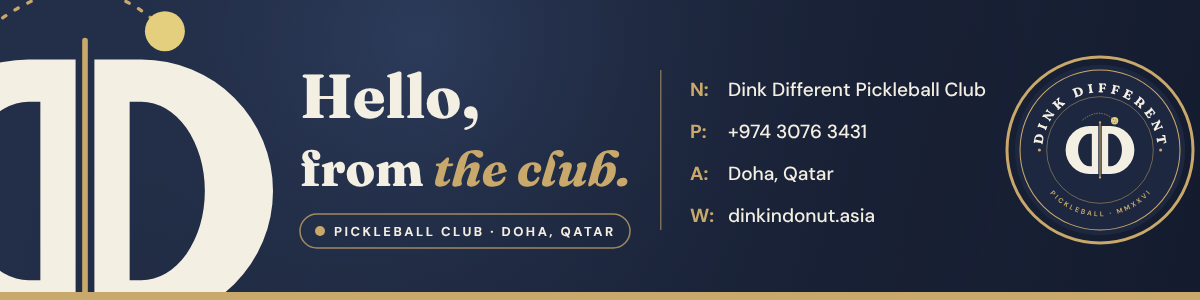 Hello,
from the club.
PICKLEBALL CLUB · DOHA, QATAR
N: Dink Different Pickleball Club
P: +974 3076 3431
A: Doha, Qatar
W: dinkindonut.asia
DINK DIFFERENT
PICKLEBALL · MMXXVI